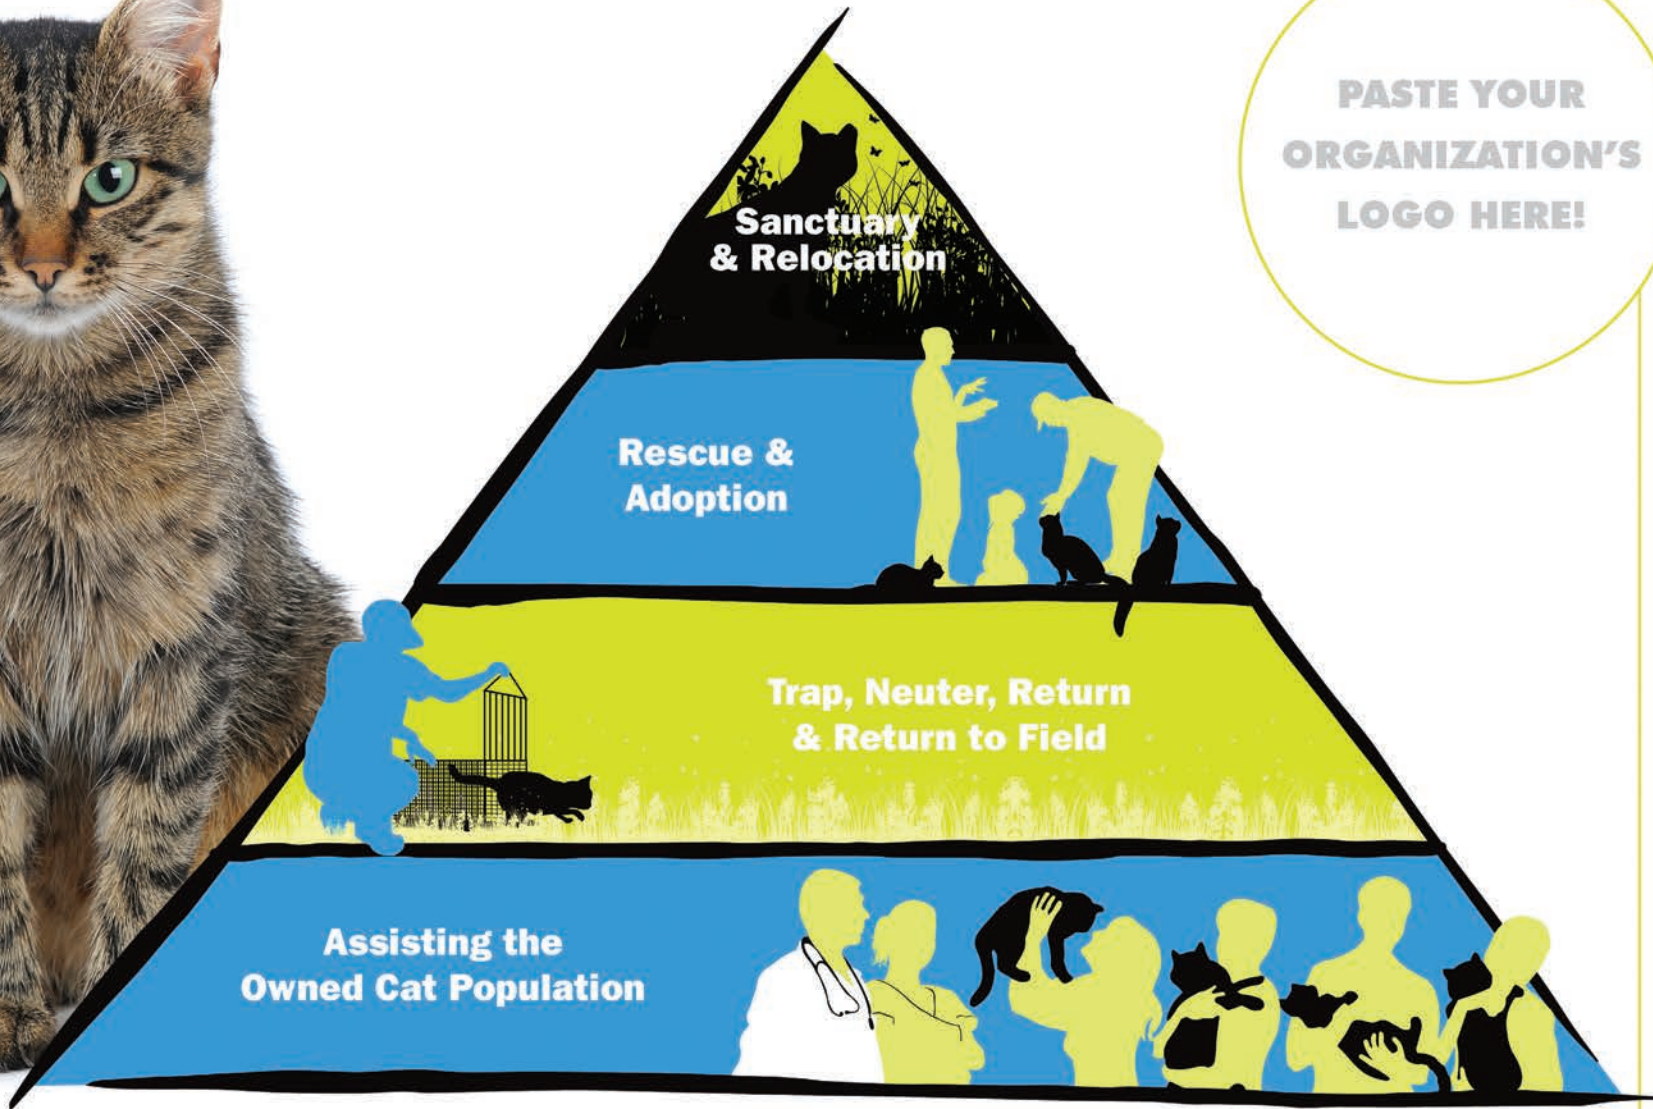 PASTE YOUR
ORGANIZATION'S
LOGO HERE!
Sanctuary
& Relocation
Rescue &
Adoption
Trap, Neuter, Return
& Return to Field
Assisting the
Owned Cat Population